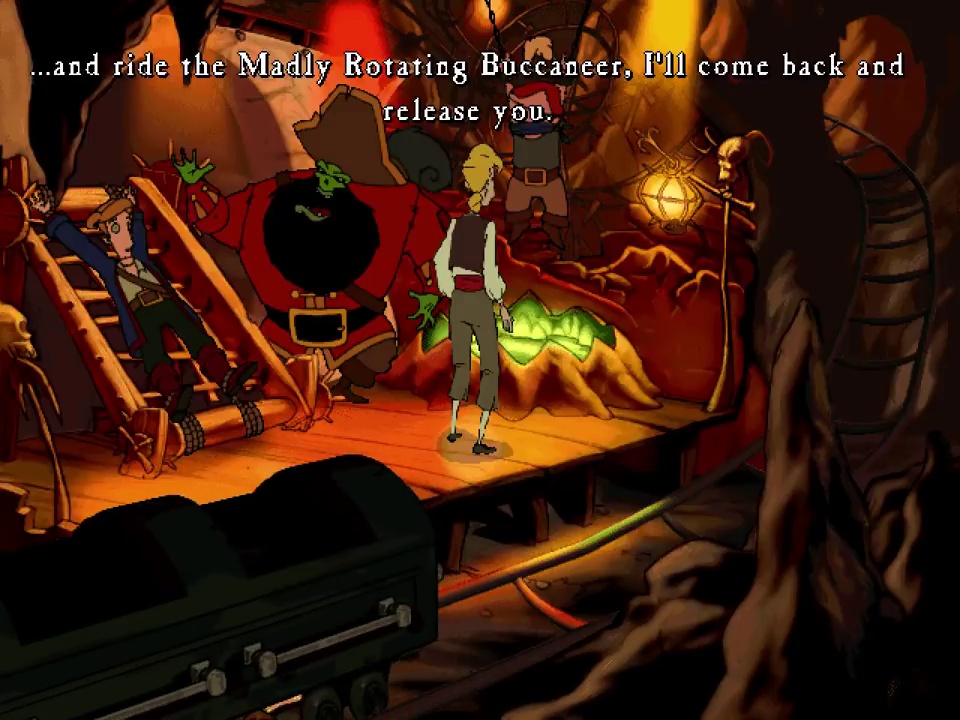 ...and ride the Madly Rotating Buccaneer, I'll come back and
release you.